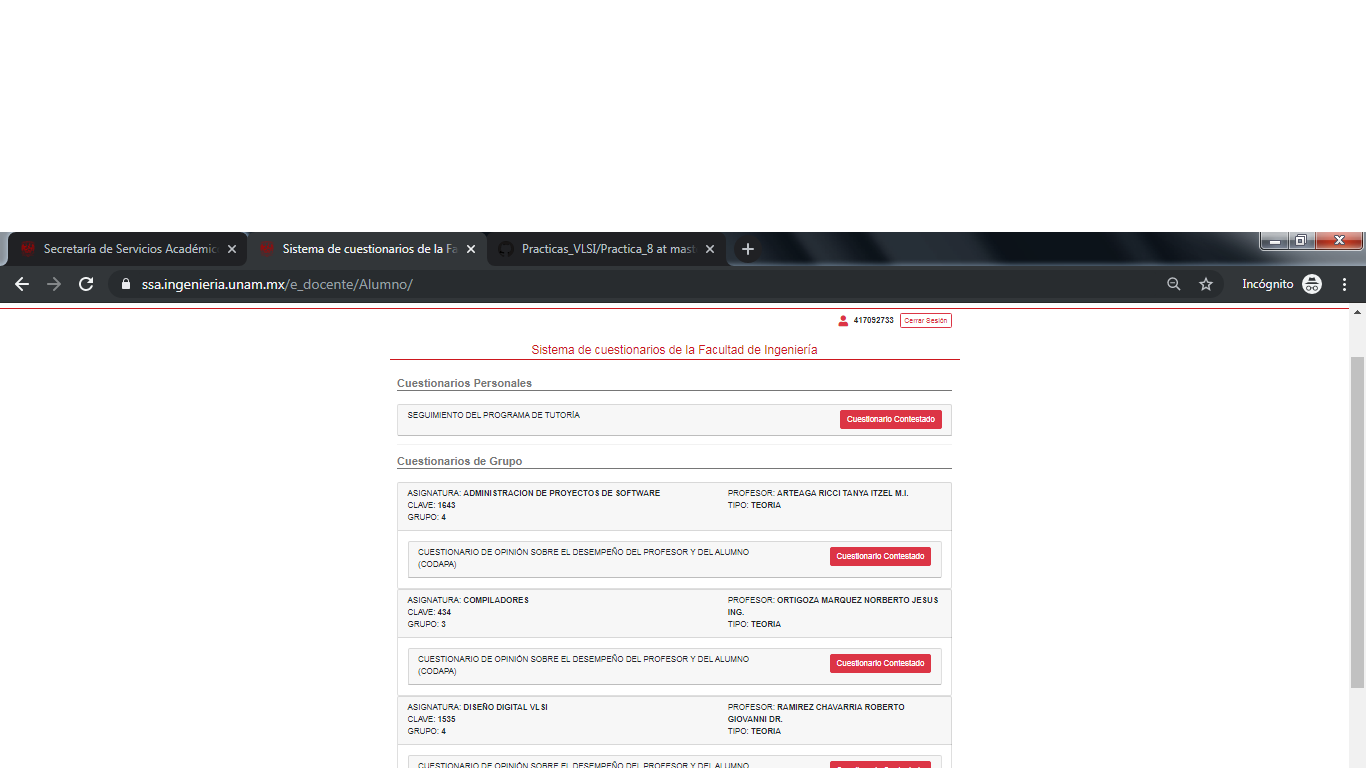 Secretaría de Servicios Académic
Sistema de cuestionarios de la Fa
Practicas_VLSI/Practica_8 at mast
ssa.ingenieria.unam.mx/e_docente/Alumno/
Incógnito
417092733
Cerrar Sesión
Sistema de cuestionarios de la Facultad de Ingeniería
Cuestionarios Personales
SEGUIMIENTO DEL PROGRAMA DE TUTORÍA
Cuestionario Contestado
Cuestionarios de Grupo
ASIGNATURA: ADMINISTRACION DE PROYECTOS DE SOFTWARE
CLAVE: 1643
GRUPO: 4
PROFESOR: ARTEAGA RICCI TANYA ITZEL M.I.
TIPO: TEORIA
CUESTIONARIO DE OPINIÓN SOBRE EL DESEMPEÑO DEL PROFESOR Y DEL ALUMNO
(CODAPA)
Cuestionario Contestado
ASIGNATURA: COMPILADORES
CLAVE: 434
GRUPO: 3
PROFESOR: ORTIGOZA MARQUEZ NORBERTO JESUS
ING.
TIPO: TEORIA
CUESTIONARIO DE OPINIÓN SOBRE EL DESEMPEÑO DEL PROFESOR Y DEL ALUMNO
(CODAPA)
Cuestionario Contestado
ASIGNATURA: DISEÑO DIGITAL VLSI
CLAVE: 1535
GRUPO: 4
PROFESOR: RAMIREZ CHAVARRIA ROBERTO
GIOVANNI DR.
TIPO: TEORIA
CUESTIONARIO DE OPINIÓN SOBRE EL DESEMPEÑO DEL PROFESOR Y DEL ALUMNO